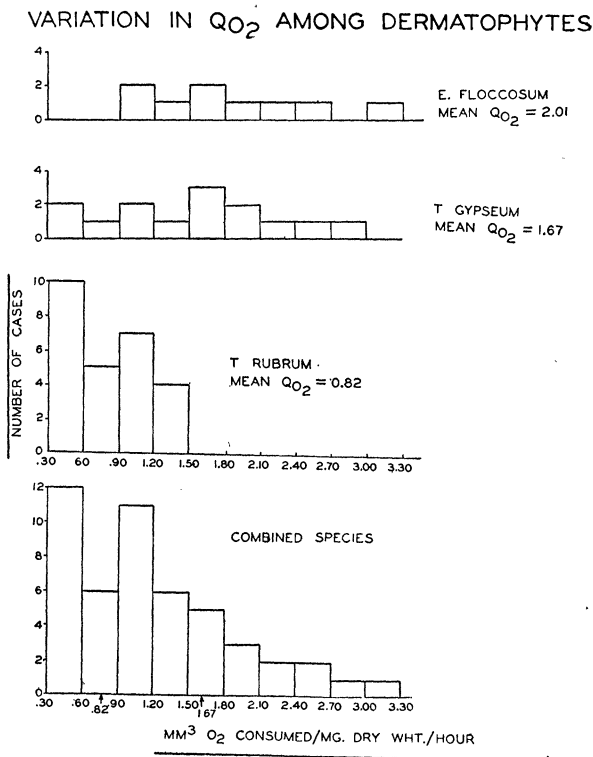 VARIATION IN QO2 AMONG DERMATOPHYTES
4
2
0
E. FLOCCOSUM
MEAN QO2 = 2.01
4
2
0
T GYPSEUM
MEAN QO2 = 1.67
NUMBER OF CASES
10
8
6
4
2
0
T RUBRUM
MEAN QO2 = 0.82
.30 60 .90 1.20 1.50 1.80 2.10 2.40 2.70 3.00 3.30
12
10
8
6
4
2
0
COMBINED SPECIES
.30 .60 .90 1.20 1.50 1.80 2.10 2.40 2.70 3.00 3.30
.82 1.67
MM3 O2 CONSUMED/MG. DRY WHT./HOUR